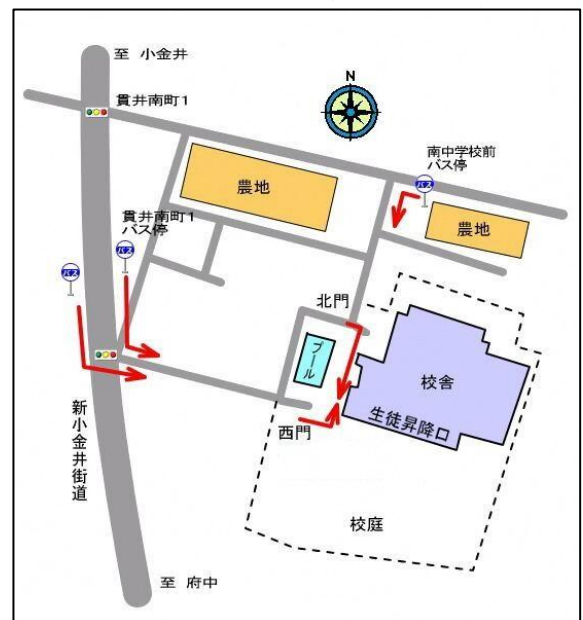 至 小金井
貫井南町1
N
南中学校前
バス停
バス
農地
農地
貫井南町1
バス停
バス
バス
北門
プール
校舎
生徒昇降口
西門
新小金井街道
校庭
至 府中